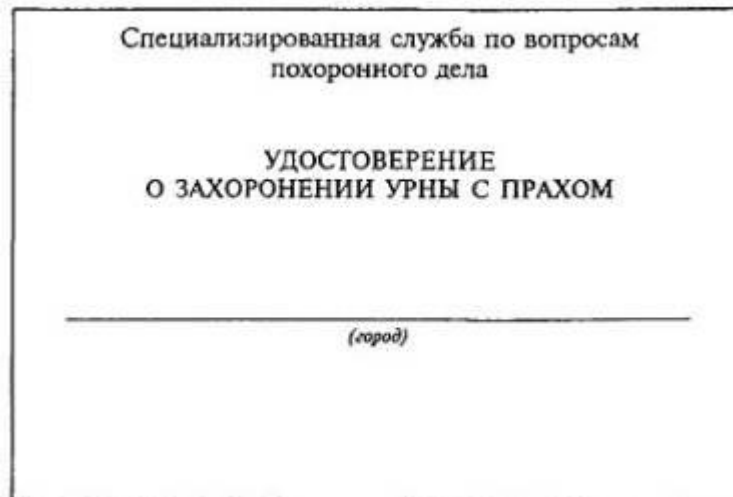 Специализированная служба по вопросам
похоронного дела
УДОСТОВЕРЕНИЕ
О ЗАХОРОНЕНИИ УРНЫ С ПРАХОМ
(город)